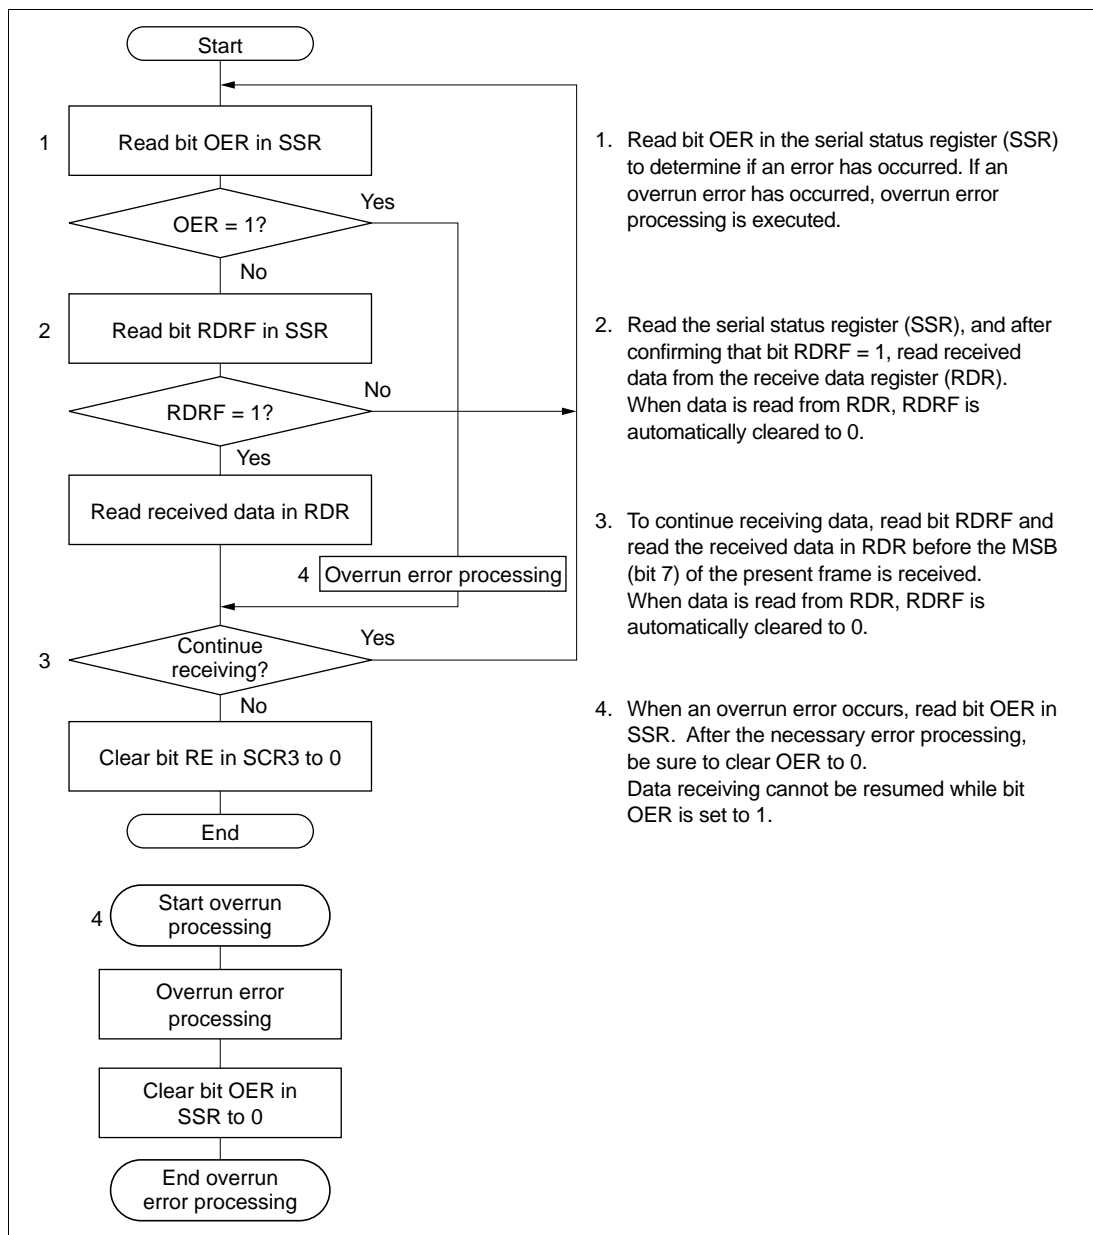 Start
1
Read bit OER in SSR
OER = 1?
Yes
No
2
Read bit RDRF in SSR
RDRF = 1?
No
Yes
Read received data in RDR
4
Overrun error processing
3
Continue
receiving?
Yes
No
Clear bit RE in SCR3 to 0
End
4
Start overrun
processing
Overrun error
processing
Clear bit OER in
SSR to 0
End overrun
error processing
1. Read bit OER in the serial status register (SSR)
to determine if an error has occurred. If an
overrun error has occurred, overrun error
processing is executed.
2. Read the serial status register (SSR), and after
confirming that bit RDRF = 1, read received
data from the receive data register (RDR).
When data is read from RDR, RDRF is
automatically cleared to 0.
3. To continue receiving data, read bit RDRF and
read the received data in RDR before the MSB
(bit 7) of the present frame is received.
When data is read from RDR, RDRF is
automatically cleared to 0.
4. When an overrun error occurs, read bit OER in
SSR. After the necessary error processing,
be sure to clear OER to 0.
Data receiving cannot be resumed while bit
OER is set to 1.